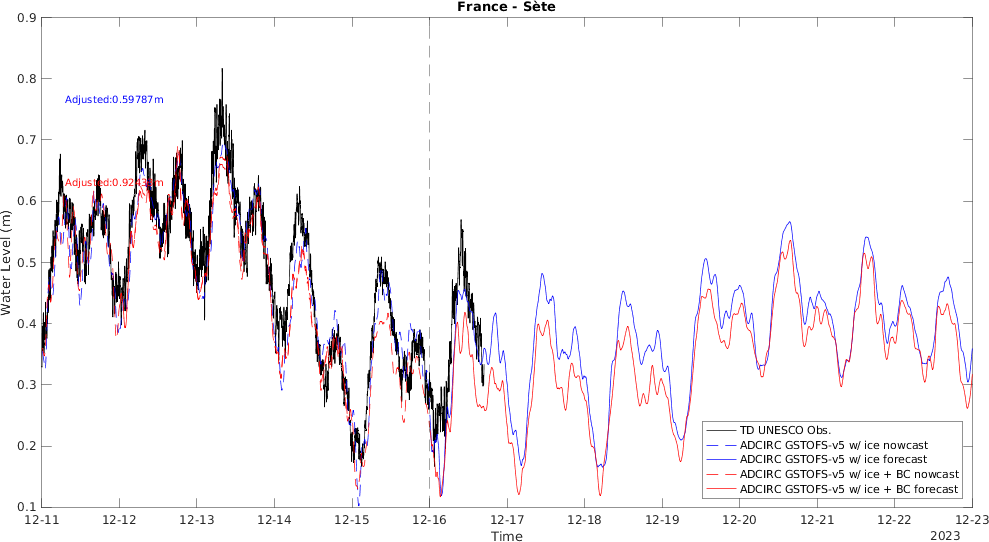 France - Sète
Water Level (m)
0.9
0.8
0.7
0.6
0.5
0.4
0.3
0.2
0.1
Adjusted:0.59787m
TD UNESCO Obs.
ADCIRC GSTOFS-v5 w/ ice nowcast
ADCIRC GSTOFS-v5 w/ ice forecast
ADCIRC GSTOFS-v5 w/ ice + BC nowcast
ADCIRC GSTOFS-v5 w/ ice + BC forecast
12-11 12-12 12-13 12-14 12-15 12-16 12-17 12-18 12-19 12-20 12-21 12-22 12-23
Time
2023